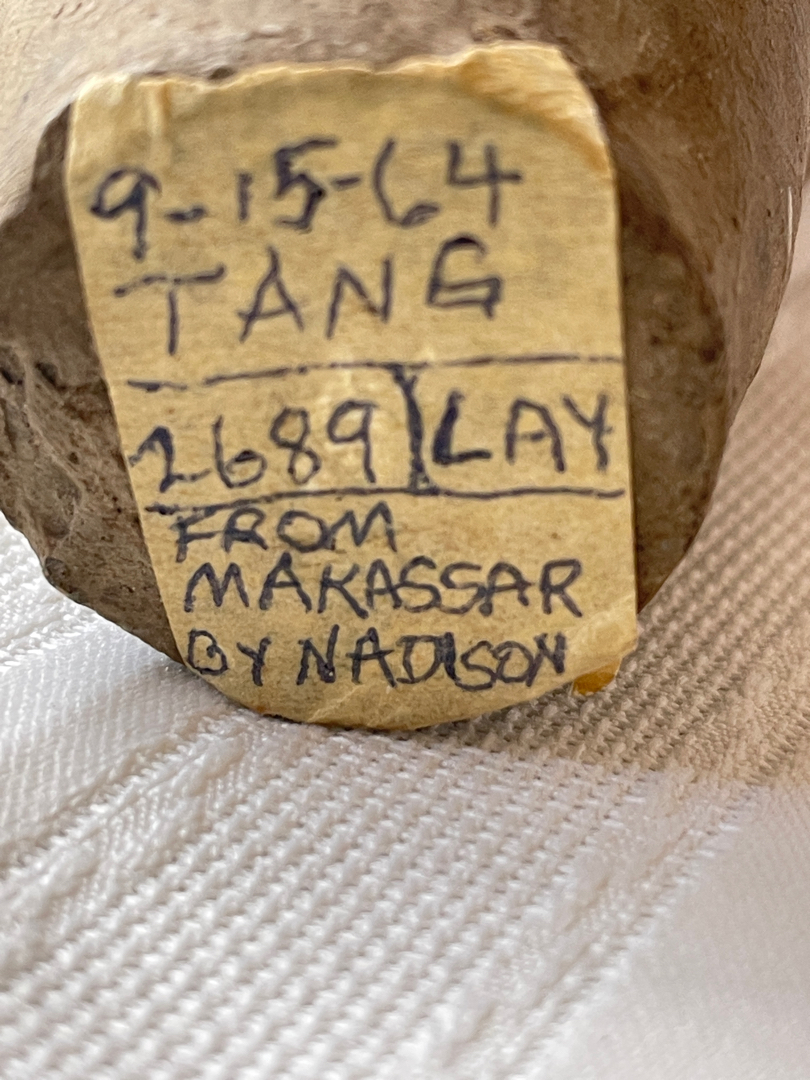 9-15-64
TANG
2689 LAY
FROM
MAKASSAR
BY NADISON